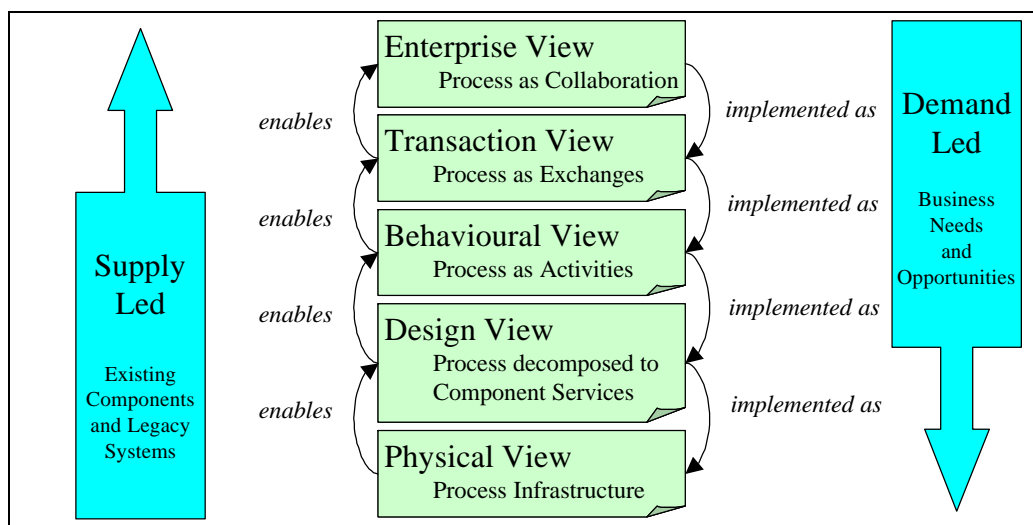 Enterprise View
Process as Collaboration
Transaction View
Process as Exchanges
Behavioural View
Process as Activities
Design View
Process decomposed to
Component Services
Physical View
Process Infrastructure
enables
enables
enables
enables
implemented as
implemented as
implemented as
implemented as
Supply
Led
Existing
Components
and Legacy
Systems
Demand
Led
Business
Needs
and
Opportunities